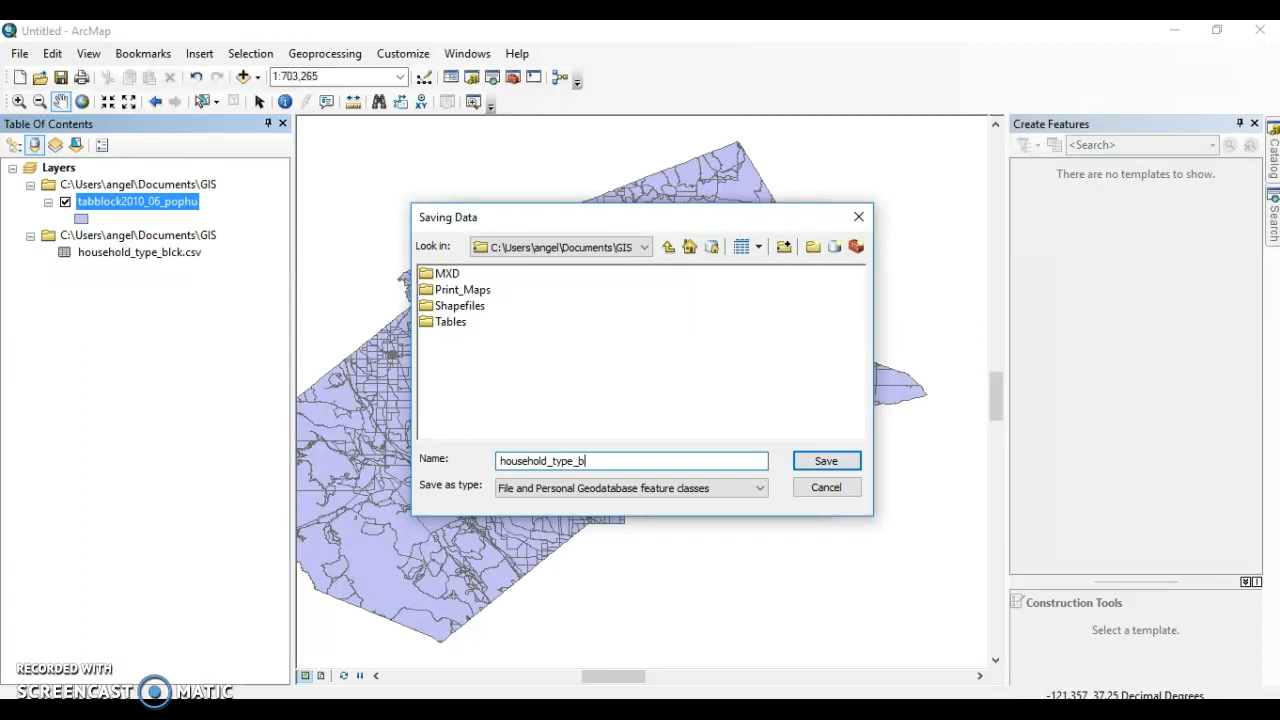 Untitled - ArcMap
File Edit View Bookmarks Insert Selection Geoprocessing Customize Windows Help
1:703,265
Table Of Contents
Layers
C:\Users\angel\Documents\GIS
tabblock2010_06_pophu
C:\Users\angel\Documents\GIS
household_type_blck.csv
Saving Data
Look in: C:\Users\angel\Documents\GIS
MXD
Print_Maps
Shapefiles
Tables
Name: household_type_b
Save
Save as type: File and Personal Geodatabase feature classes
Cancel
Create Features
<Search>
There are no templates to show.
Catalog
Search
Construction Tools
Select a template.
-121.357 37.25 Decimal Degrees
RECORDED WITH
SCREENCAST MATIC